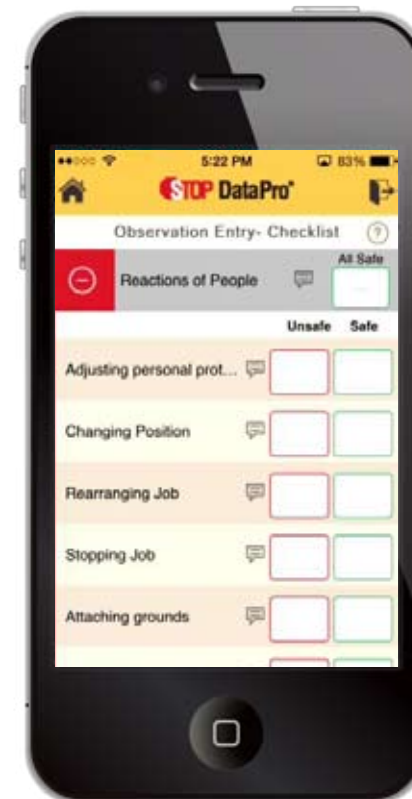 5:22 PM 83%
STOP DataPro®
Observation Entry- Checklist ?
All Safe
Reactions of People
Unsafe Safe
Adjusting personal prot...
Changing Position
Rearranging Job
Stopping Job
Attaching grounds